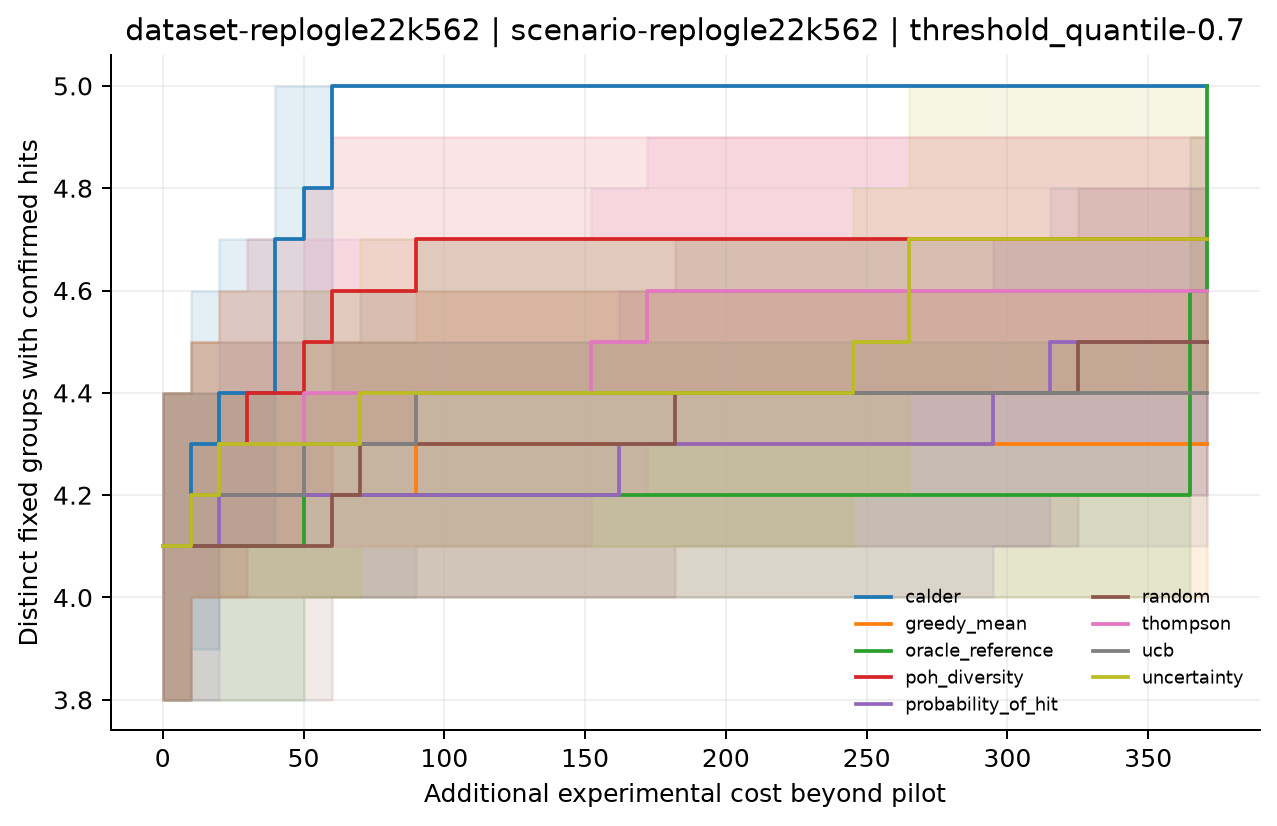 dataset-replogle22k562 | scenario-replogle22k562 | threshold_quantile-0.7
Distinct fixed groups with confirmed hits
5.0
4.8
4.6
4.4
4.2
4.0
3.8
calder
greedy_mean
oracle_reference
poh_diversity
probability_of_hit
random
thompson
ucb
uncertainty
0
50
100
150
200
250
300
350
Additional experimental cost beyond pilot